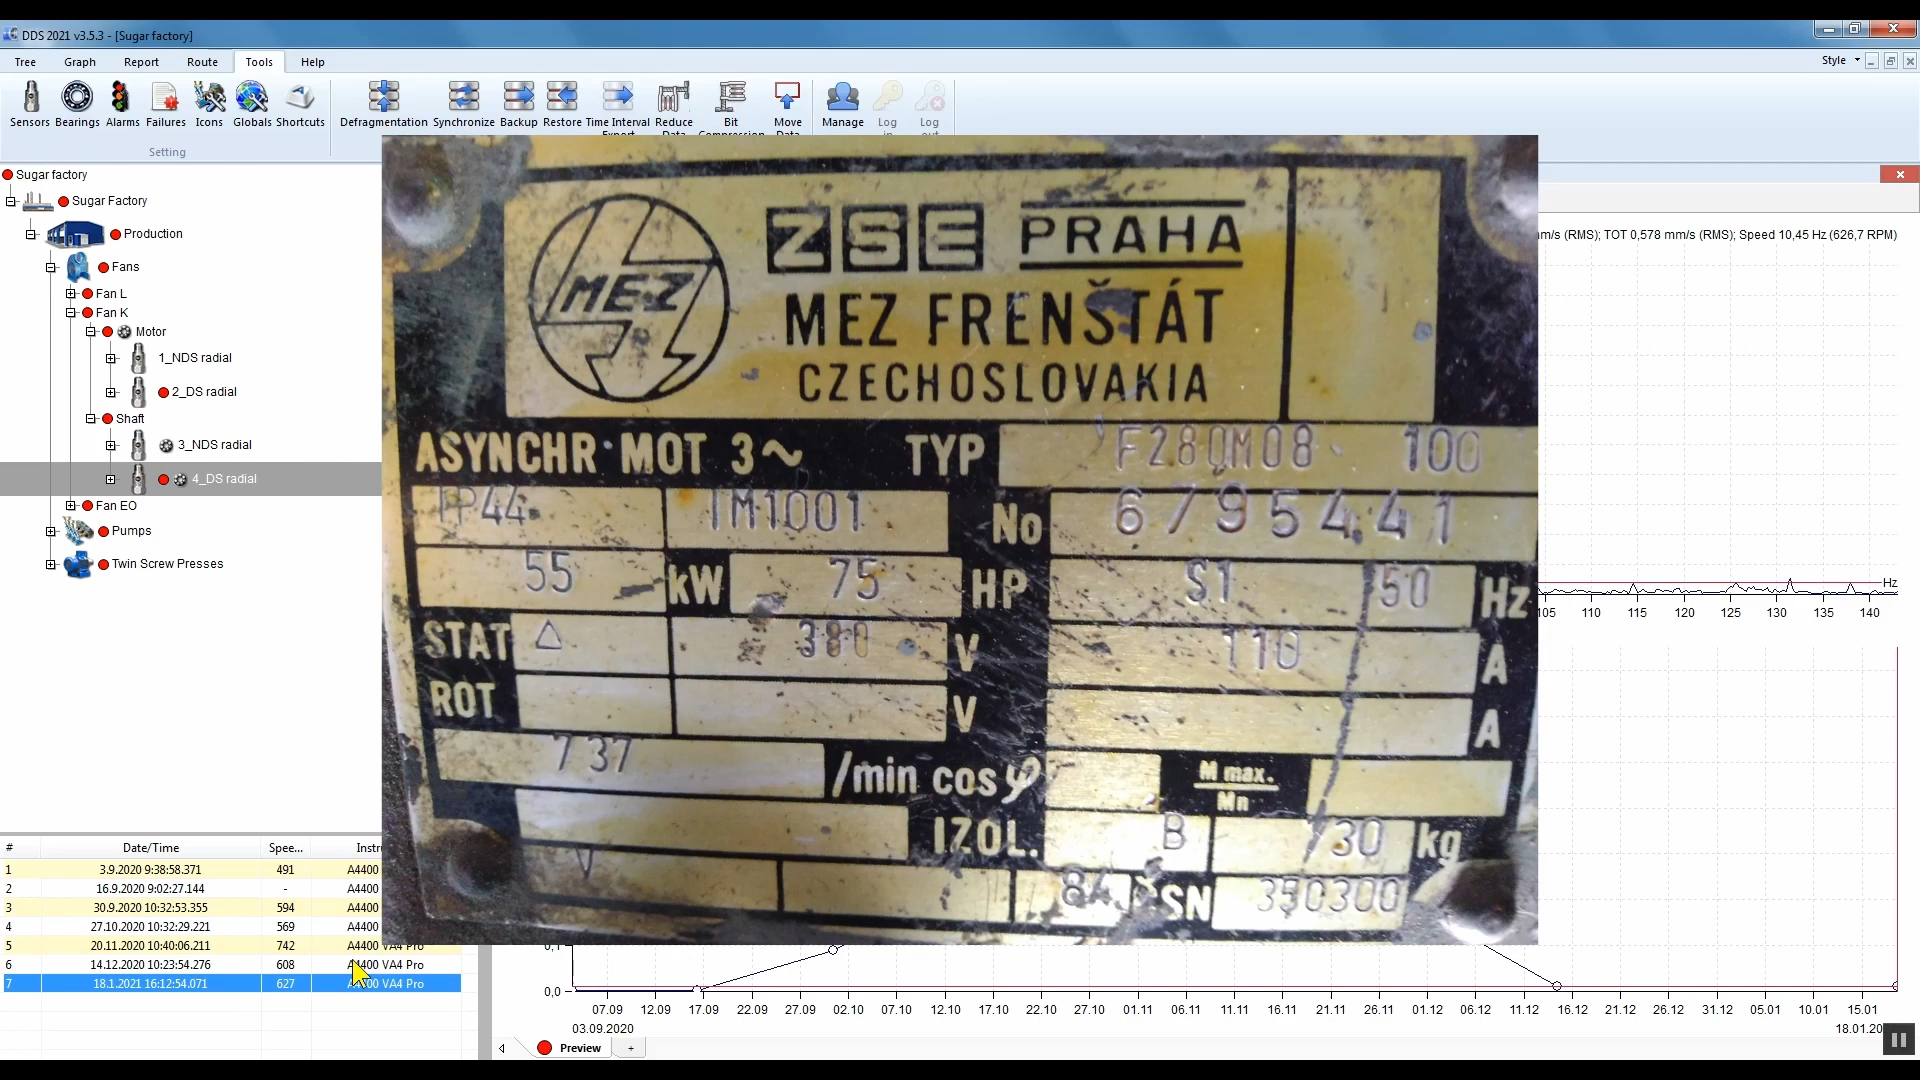 DDS 2021 v3.5.3 - [Sugar factory]
Tree Graph Report Route Tools Help
Style
Sensors Bearings Alarms Failures Icons Globals Shortcuts Defragmentation Synchronize Backup Restore Time Interval Export Reduce Data Bit Compression Move Data Manage Log in Log out
Setting
Sugar factory
Sugar Factory
Production
Fans
Fan L
Fan K
Motor
1_NDS radial
2_DS radial
Shaft
3_NDS radial
4_DS radial
Fan EO
Pumps
Twin Screw Presses
MEZ
ZSE PRAHA
MEZ FRENŠTÁT
CZECHOSLOVAKIA
ASYNCHR. MOT 3~ TYP F280M08 100
IP44 IM1001 No 6795441
55 kW 75 HP S1 50 Hz
STAT △ 380 V 110 A
ROT V A
737 /min cos φ M max. / Mn
IZOL. B 730 kg
V 84 ČSN 350300
mm/s (RMS); TOT 0,578 mm/s (RMS); Speed 10,45 Hz (626,7 RPM)
Hz
105 110 115 120 125 130 135 140
# Date/Time Spee... Instru
1 3.9.2020 9:38:58.371 491 A4400
2 16.9.2020 9:02:27.144 - A4400
3 30.9.2020 10:32:53.355 594 A4400
4 27.10.2020 10:32:29.221 569 A4400
5 20.11.2020 10:40:06.211 742 A4400 VA4 Pro
6 14.12.2020 10:23:54.276 608 A4400 VA4 Pro
7 18.1.2021 16:12:54.071 627 A4400 VA4 Pro
0,1
0,0
07.09 12.09 17.09 22.09 27.09 02.10 07.10 12.10 17.10 22.10 27.10 01.11 06.11 11.11 16.11 21.11 26.11 01.12 06.12 11.12 16.12 21.12 26.12 31.12 05.01 10.01 15.01
03.09.2020 18.01.20
Preview +